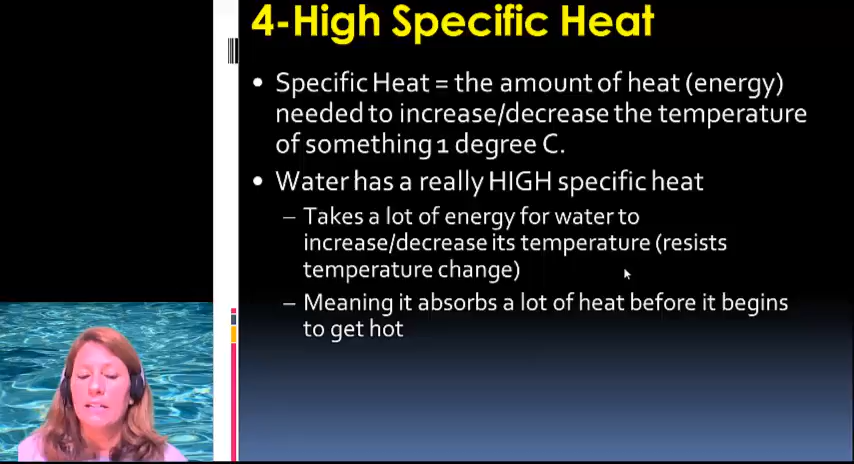 4-High Specific Heat
• Specific Heat = the amount of heat (energy)
needed to increase/decrease the temperature
of something 1 degree C.
• Water has a really HIGH specific heat
– Takes a lot of energy for water to
increase/decrease its temperature (resists
temperature change)
– Meaning it absorbs a lot of heat before it begins
to get hot